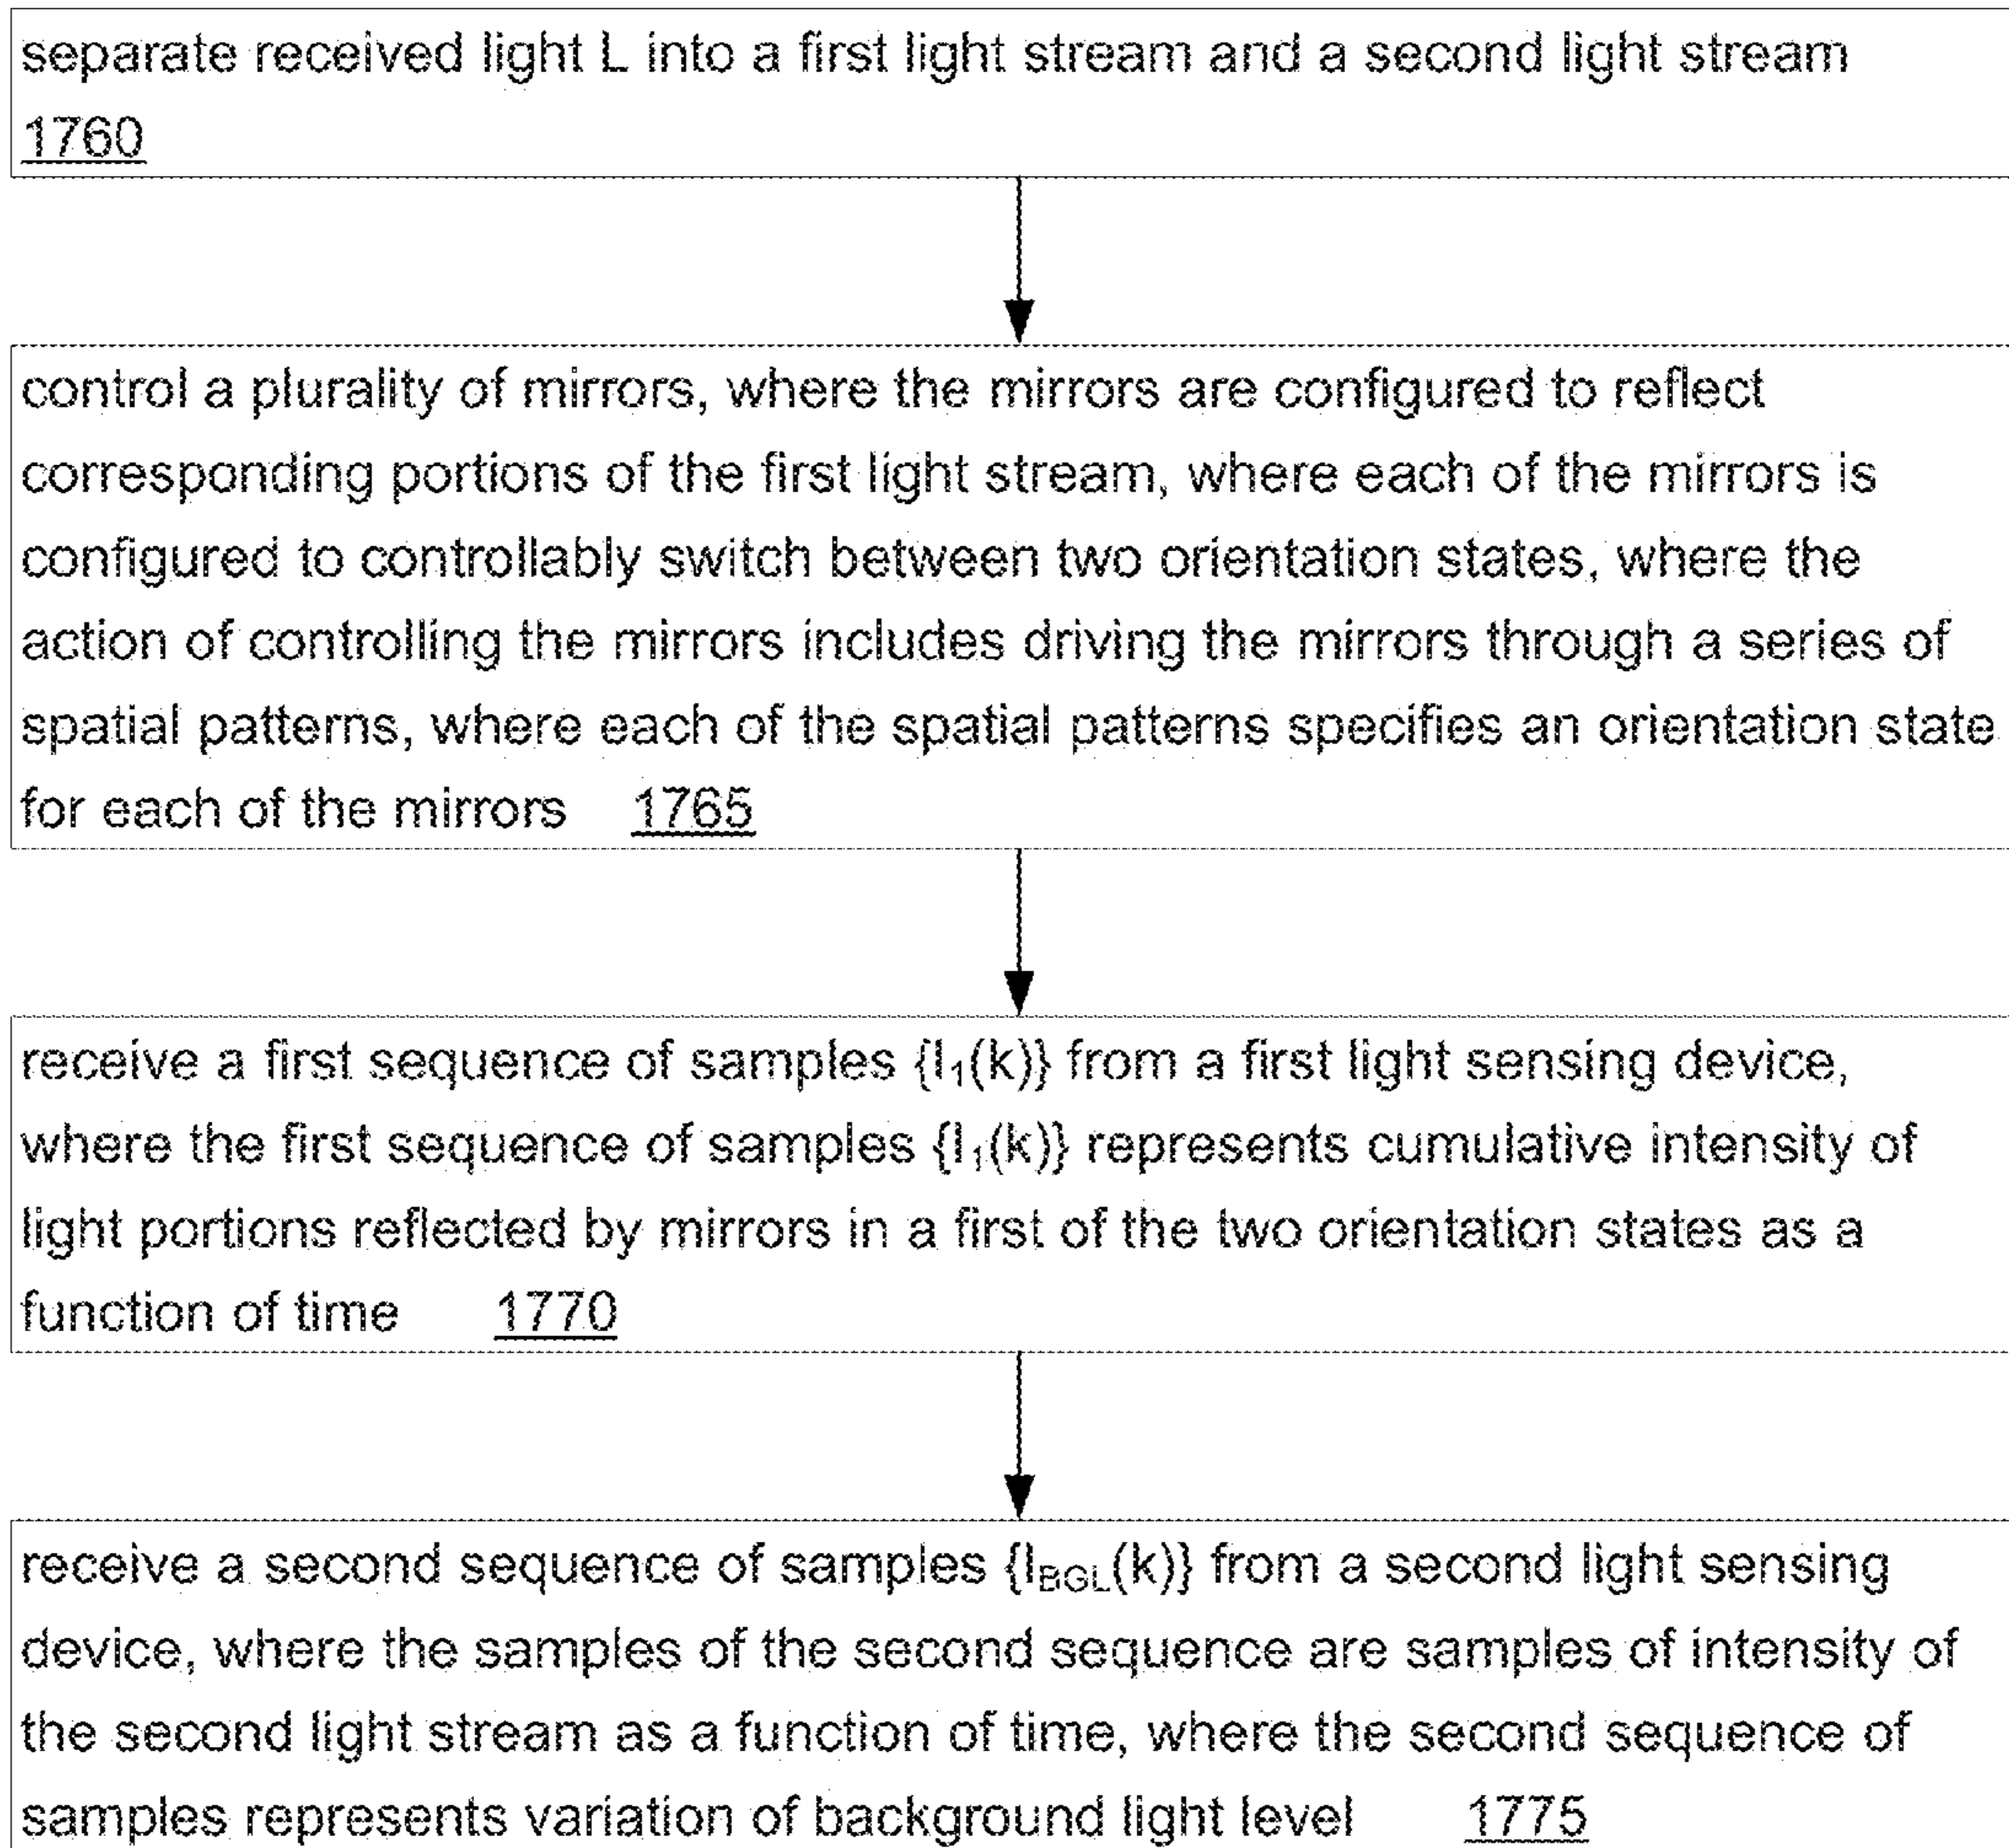 separate received light L into a first light stream and a second light stream
1760
control a plurality of mirrors, where the mirrors are configured to reflect
corresponding portions of the first light stream, where each of the mirrors is
configured to controllably switch between two orientation states, where the
action of controlling the mirrors includes driving the mirrors through a series of
spatial patterns, where each of the spatial patterns specifies an orientation state
for each of the mirrors 1765
receive a first sequence of samples {I₁(k)} from a first light sensing device,
where the first sequence of samples {I₁(k)} represents cumulative intensity of
light portions reflected by mirrors in a first of the two orientation states as a
function of time 1770
receive a second sequence of samples {I_BGL(k)} from a second light sensing
device, where the samples of the second sequence are samples of intensity of
the second light stream as a function of time, where the second sequence of
samples represents variation of background light level 1775